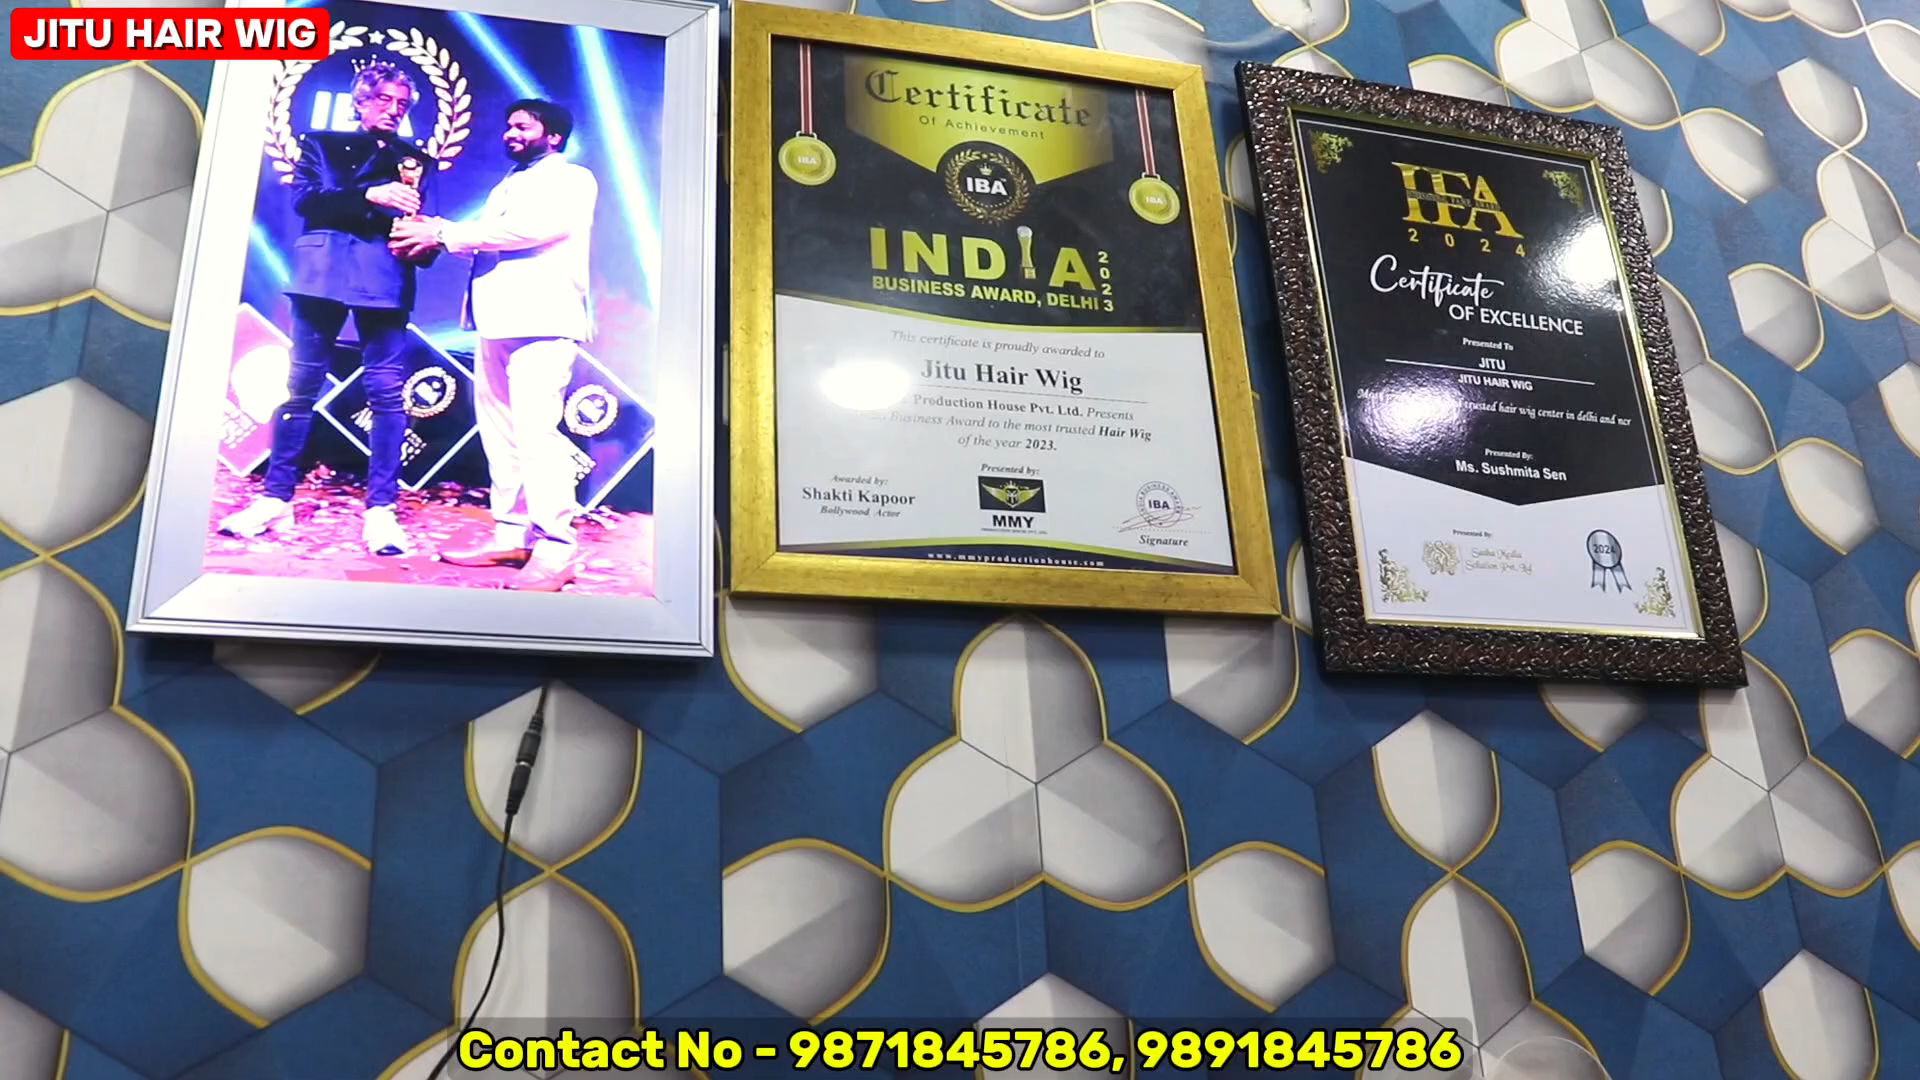 JITU HAIR WIG
Certificate
Of Achievement
IBA
IBA
IBA
INDIA
2023
BUSINESS AWARD, DELHI
This certificate is proudly awarded to
Jitu Hair Wig
Production House Pvt. Ltd. Presents
Business Award to the most trusted Hair Wig
of the year 2023.
Awarded by:
Shakti Kapoor
Bollywood Actor
Presented by:
MMY
IBA
Signature
www.mmyproductionhouse.com
IFA
2024
Certificate
OF EXCELLENCE
Presented To
JITU
JITU HAIR WIG
trusted hair wig center in delhi and ncr
Presented By:
Ms. Sushmita Sen
Presented By:
2024
Contact No - 9871845786, 9891845786